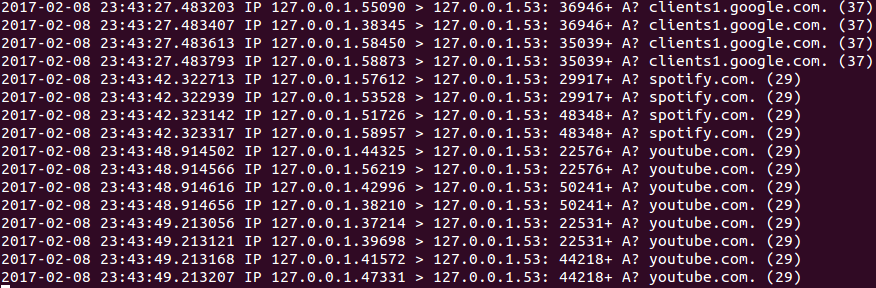 2017-02-08 23:43:27.483203 IP 127.0.0.1.55090 > 127.0.0.1.53: 36946+ A? clients1.google.com. (37)
2017-02-08 23:43:27.483407 IP 127.0.0.1.38345 > 127.0.0.1.53: 36946+ A? clients1.google.com. (37)
2017-02-08 23:43:27.483613 IP 127.0.0.1.58450 > 127.0.0.1.53: 35039+ A? clients1.google.com. (37)
2017-02-08 23:43:27.483793 IP 127.0.0.1.58873 > 127.0.0.1.53: 35039+ A? clients1.google.com. (37)
2017-02-08 23:43:42.322713 IP 127.0.0.1.57612 > 127.0.0.1.53: 29917+ A? spotify.com. (29)
2017-02-08 23:43:42.322939 IP 127.0.0.1.53528 > 127.0.0.1.53: 29917+ A? spotify.com. (29)
2017-02-08 23:43:42.323142 IP 127.0.0.1.51726 > 127.0.0.1.53: 48348+ A? spotify.com. (29)
2017-02-08 23:43:42.323317 IP 127.0.0.1.58957 > 127.0.0.1.53: 48348+ A? spotify.com. (29)
2017-02-08 23:43:48.914502 IP 127.0.0.1.44325 > 127.0.0.1.53: 22576+ A? youtube.com. (29)
2017-02-08 23:43:48.914566 IP 127.0.0.1.56219 > 127.0.0.1.53: 22576+ A? youtube.com. (29)
2017-02-08 23:43:48.914616 IP 127.0.0.1.42996 > 127.0.0.1.53: 50241+ A? youtube.com. (29)
2017-02-08 23:43:48.914656 IP 127.0.0.1.38210 > 127.0.0.1.53: 50241+ A? youtube.com. (29)
2017-02-08 23:43:49.213056 IP 127.0.0.1.37214 > 127.0.0.1.53: 22531+ A? youtube.com. (29)
2017-02-08 23:43:49.213121 IP 127.0.0.1.39698 > 127.0.0.1.53: 22531+ A? youtube.com. (29)
2017-02-08 23:43:49.213168 IP 127.0.0.1.41572 > 127.0.0.1.53: 44218+ A? youtube.com. (29)
2017-02-08 23:43:49.213207 IP 127.0.0.1.47331 > 127.0.0.1.53: 44218+ A? youtube.com. (29)